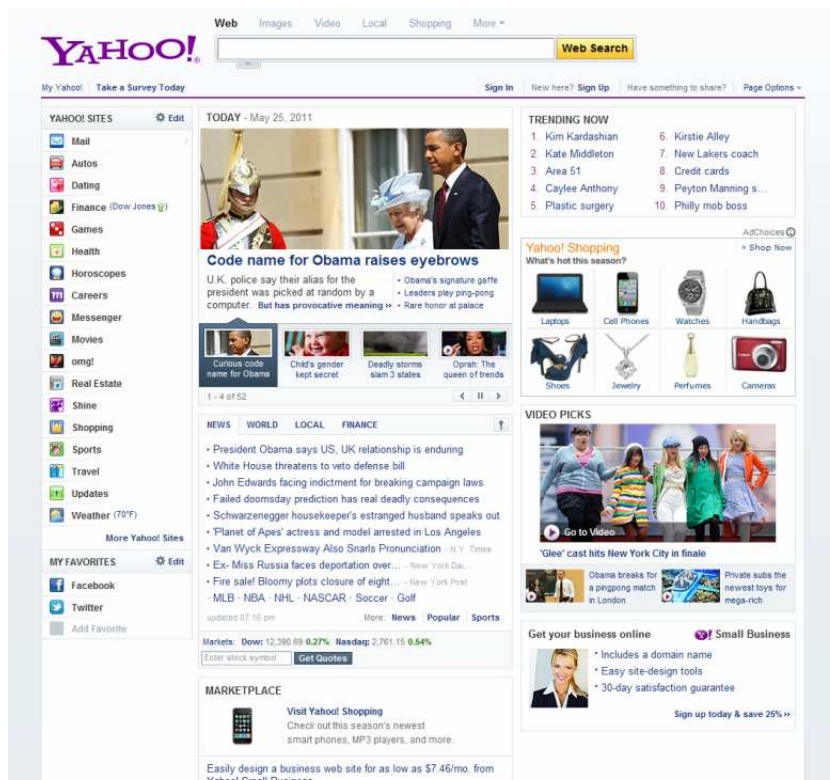 Web Images Video Local Shopping More
YAHOO!
Web Search
My Yahoo! Take a Survey Today Sign In New here? Sign Up Have something to share? Page Options
YAHOO! SITES Edit
Mail
Autos
Dating
Finance (Dow Jones)
Games
Health
Horoscopes
Careers
Messenger
Movies
omg!
Real Estate
Shine
Shopping
Sports
Travel
Updates
Weather (70°F)
More Yahoo! Sites
MY FAVORITES Edit
Facebook
Twitter
Add Favorite
TODAY - May 25, 2011
Code name for Obama raises eyebrows
U.K. police say their alias for the
president was picked at random by a
computer. But has provocative meaning »
• Obama's signature gaffe
• Leaders play ping-pong
• Rare honor at palace
Curious code
name for Obama
Child's gender
kept secret
Deadly storms
slam 3 states
Oprah: The
queen of trends
1 - 4 of 52
NEWS WORLD LOCAL FINANCE
• President Obama says US, UK relationship is enduring
• White House threatens to veto defense bill
• John Edwards facing indictment for breaking campaign laws
• Failed doomsday prediction has real deadly consequences
• Schwarzenegger housekeeper's estranged husband speaks out
• 'Planet of Apes' actress and model arrested in Los Angeles
• Van Wyck Expressway Also Snarls Pronunciation - N.Y. Times
• Ex- Miss Russia faces deportation over... - New York Dai...
• Fire sale! Bloomy plots closure of eight... - New York Post
• MLB · NBA · NHL · NASCAR · Soccer · Golf
updated 07:16 pm More: News Popular Sports
Markets: Dow: 12,390.69 0.27% Nasdaq: 2,761.15 0.54%
Enter stock symbol Get Quotes
MARKETPLACE
Visit Yahoo! Shopping
Check out this season's newest
smart phones, MP3 players, and more.
Easily design a business web site for as low as $7.46/mo. from
Yahoo! Small Business
TRENDING NOW
1. Kim Kardashian
2. Kate Middleton
3. Area 51
4. Caylee Anthony
5. Plastic surgery
6. Kirstie Alley
7. New Lakers coach
8. Credit cards
9. Peyton Manning s...
10. Philly mob boss
AdChoices
Yahoo! Shopping » Shop Now
What's hot this season?
Laptops Cell Phones Watches Handbags
Shoes Jewelry Perfumes Cameras
VIDEO PICKS
Go to Video
'Glee' cast hits New York City in finale
Obama breaks for
a pingpong match
in London
Private subs the
newest toys for
mega-rich
Get your business online Y! Small Business
• Includes a domain name
• Easy site-design tools
• 30-day satisfaction guarantee
Sign up today & save 25% »